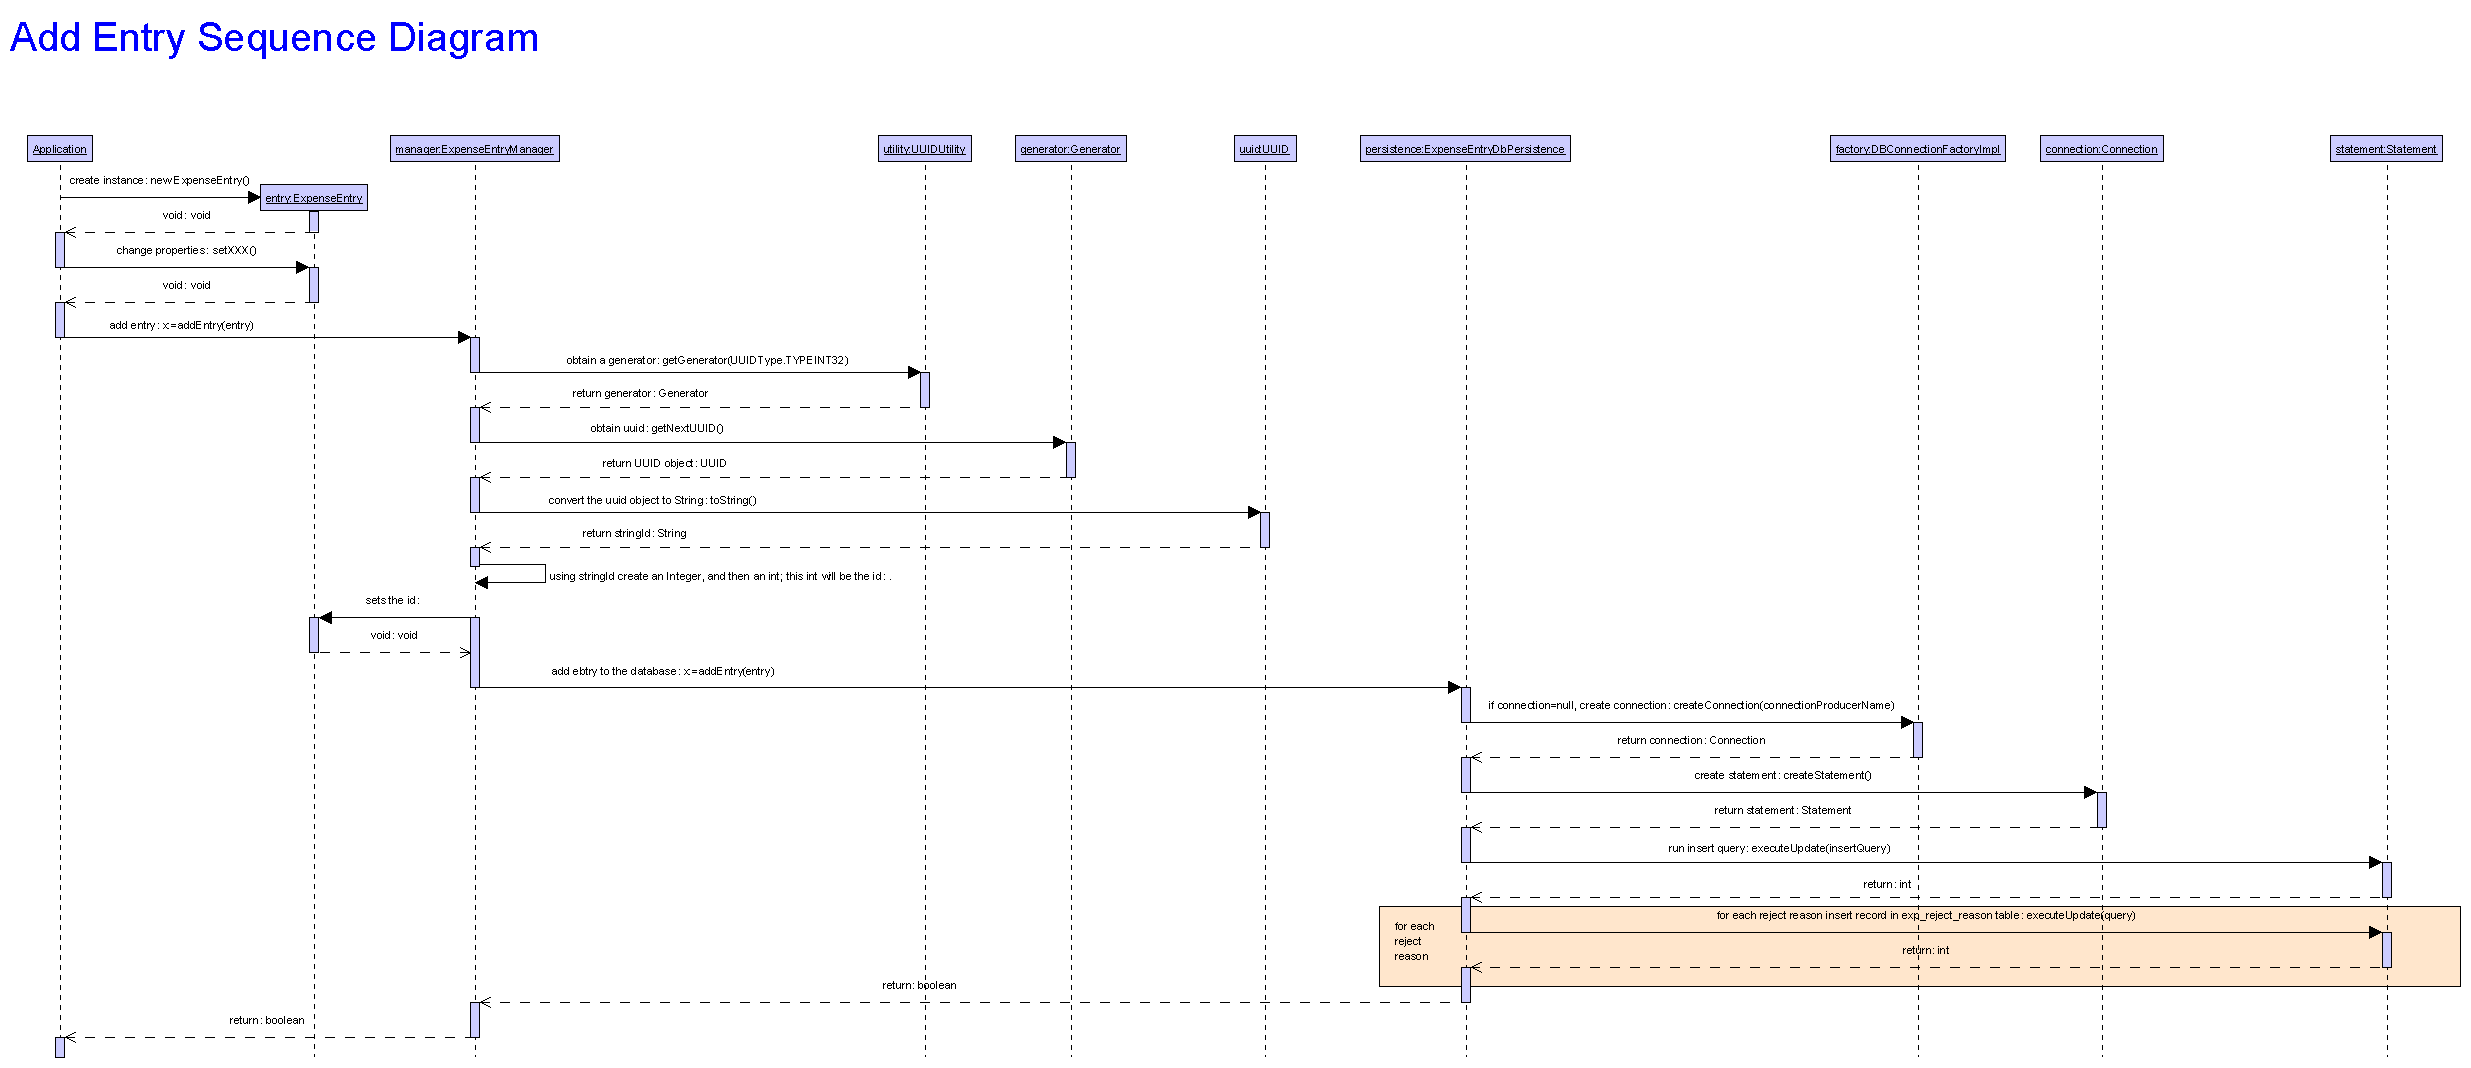 Add Entry Sequence Diagram
Application
manager:ExpenseEntryManager
utility:UUIDUtility
generator:Generator
uuid:UUID
persistence:ExpenseEntryDbPersistence
factory:DBConnectionFactoryImpl
connection:Connection
statement:Statement
create instance: new ExpenseEntry()
entry:ExpenseEntry
void: void
change properties: setXXX()
void: void
add entry: x:=addEntry(entry)
obtain a generator: getGenerator(UUIDType.TYPEINT32)
return generator: Generator
obtain uuid: getNextUUID()
return UUID object: UUID
convert the uuid object to String: toString()
return stringId: String
using stringId create an Integer, and then an int; this int will be the id: .
sets the id:
void: void
add ebtry to the database: x:=addEntry(entry)
if connection=null, create connection: createConnection(connectionProducerName)
return connection: Connection
create statement: createStatement()
return statement: Statement
run insert query: executeUpdate(insertQuery)
return: int
for each reject reason insert record in exp_reject_reason table: executeUpdate(query)
for each
reject
reason
return: int
return: boolean
return: boolean